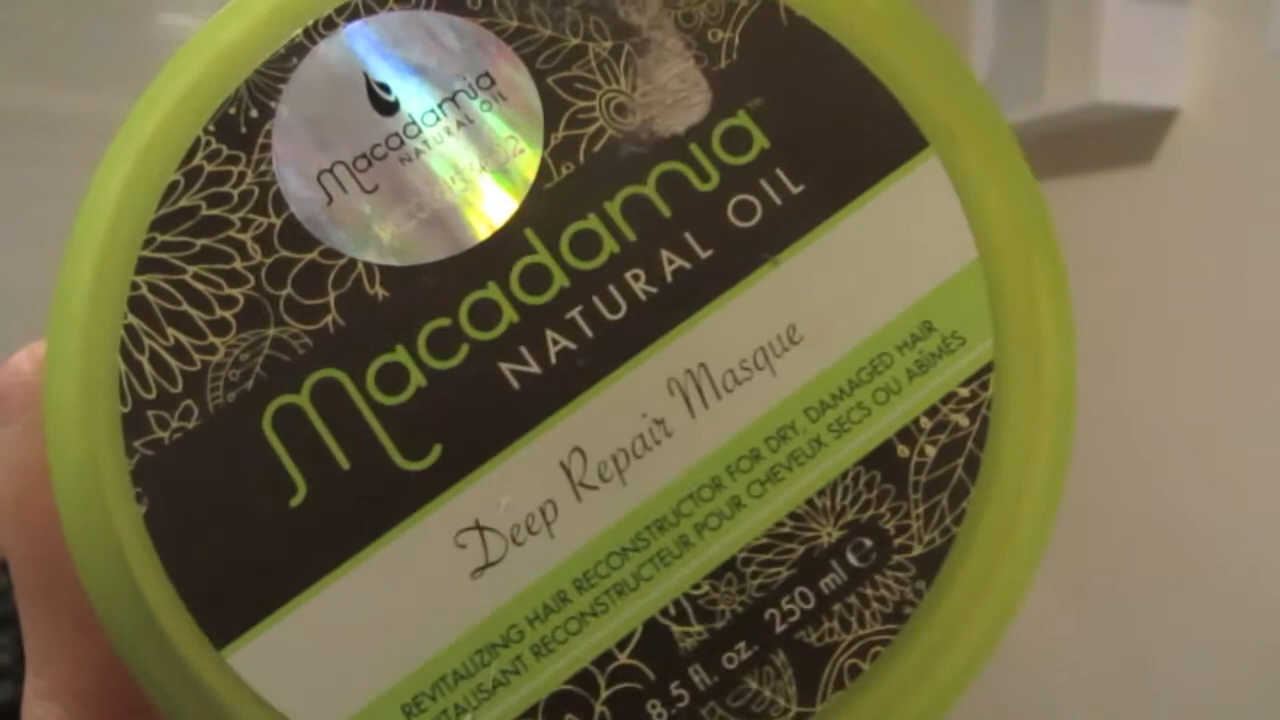 Macadamia
NATURAL OIL
Macadamia™
NATURAL OIL
Deep Repair Masque
REVITALIZING HAIR RECONSTRUCTOR FOR DRY, DAMAGED HAIR
RECONSTRUCTEUR POUR CHEVEUX SECS OU ABÎMÉS
8.5 fl. oz. 250 ml ℮